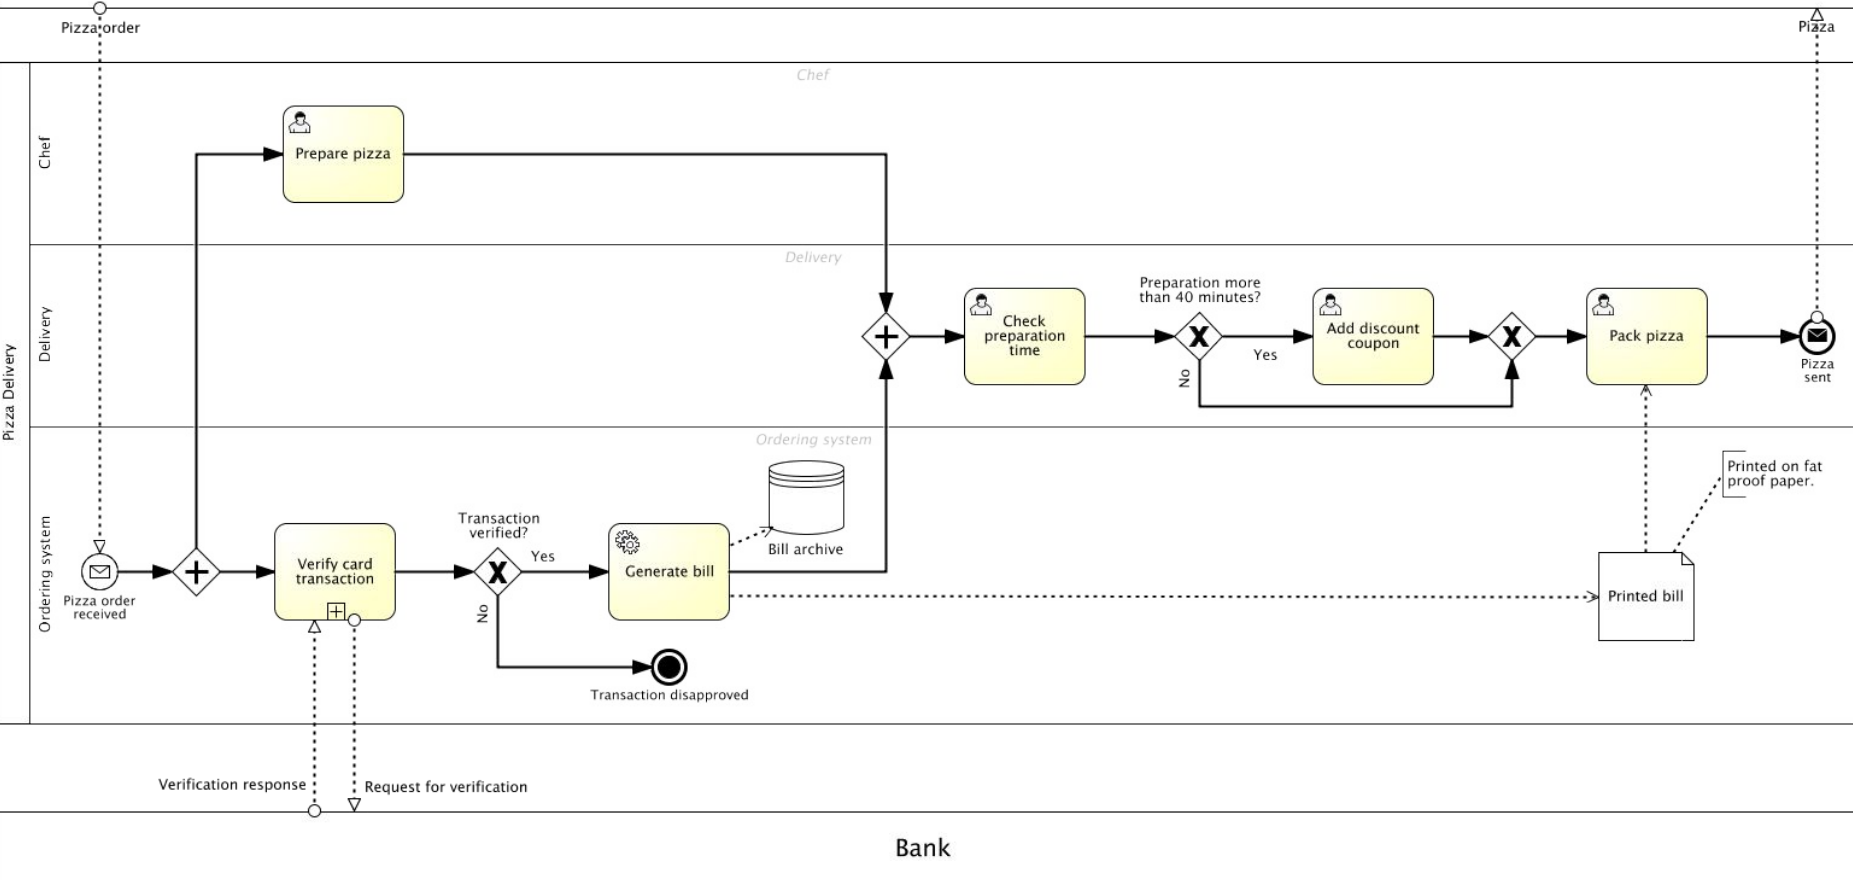 Pizza order
Pizza
Chef
Chef
Prepare pizza
Delivery
Pizza Delivery
Delivery
Preparation more
than 40 minutes?
Check
preparation
time
Yes
No
Add discount
coupon
Pack pizza
Pizza
sent
Ordering system
Ordering system
Printed on fat
proof paper.
Bill archive
Transaction
verified?
Yes
No
Verify card
transaction
Generate bill
Pizza order
received
Printed bill
Transaction disapproved
Verification response
Request for verification
Bank